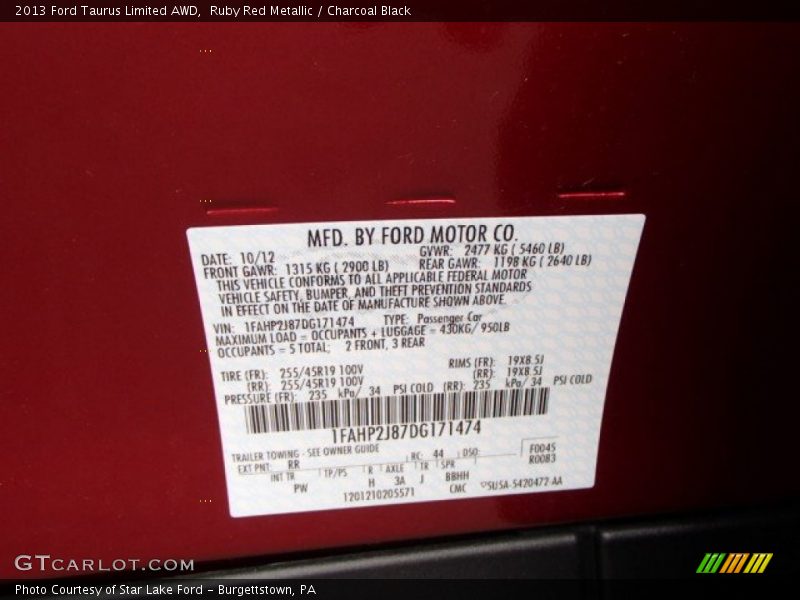 2013 Ford Taurus Limited AWD, Ruby Red Metallic / Charcoal Black
MFD. BY FORD MOTOR CO.
DATE: 10/12 GVWR: 2477 KG ( 5460 LB)
FRONT GAWR: 1315 KG ( 2900 LB) REAR GAWR: 1198 KG ( 2640 LB)
THIS VEHICLE CONFORMS TO ALL APPLICABLE FEDERAL MOTOR
VEHICLE SAFETY, BUMPER, AND THEFT PREVENTION STANDARDS
IN EFFECT ON THE DATE OF MANUFACTURE SHOWN ABOVE.
VIN: 1FAHP2J87DG171474 TYPE: Passenger Car
MAXIMUM LOAD = OCCUPANTS + LUGGAGE = 430KG/ 950LB
OCCUPANTS = 5 TOTAL; 2 FRONT, 3 REAR
TIRE (FR): 255/45R19 100V RIMS (FR): 19X8.5J
(RR): 255/45R19 100V (RR): 19X8.5J
PRESSURE (FR): 235 kPa/ 34 PSI COLD (RR): 235 kPa/ 34 PSI COLD
1FAHP2J87DG171474
TRAILER TOWING - SEE OWNER GUIDE RC: 44 DSO: F0045
EXT PNT: RR R0083
INT TR TP/PS R AXLE TR SPR
PW H 3A J BBHH
1201210205571 CMC SU5A-5420472 AA
GTCARLOT.COM
Photo Courtesy of Star Lake Ford - Burgettstown, PA